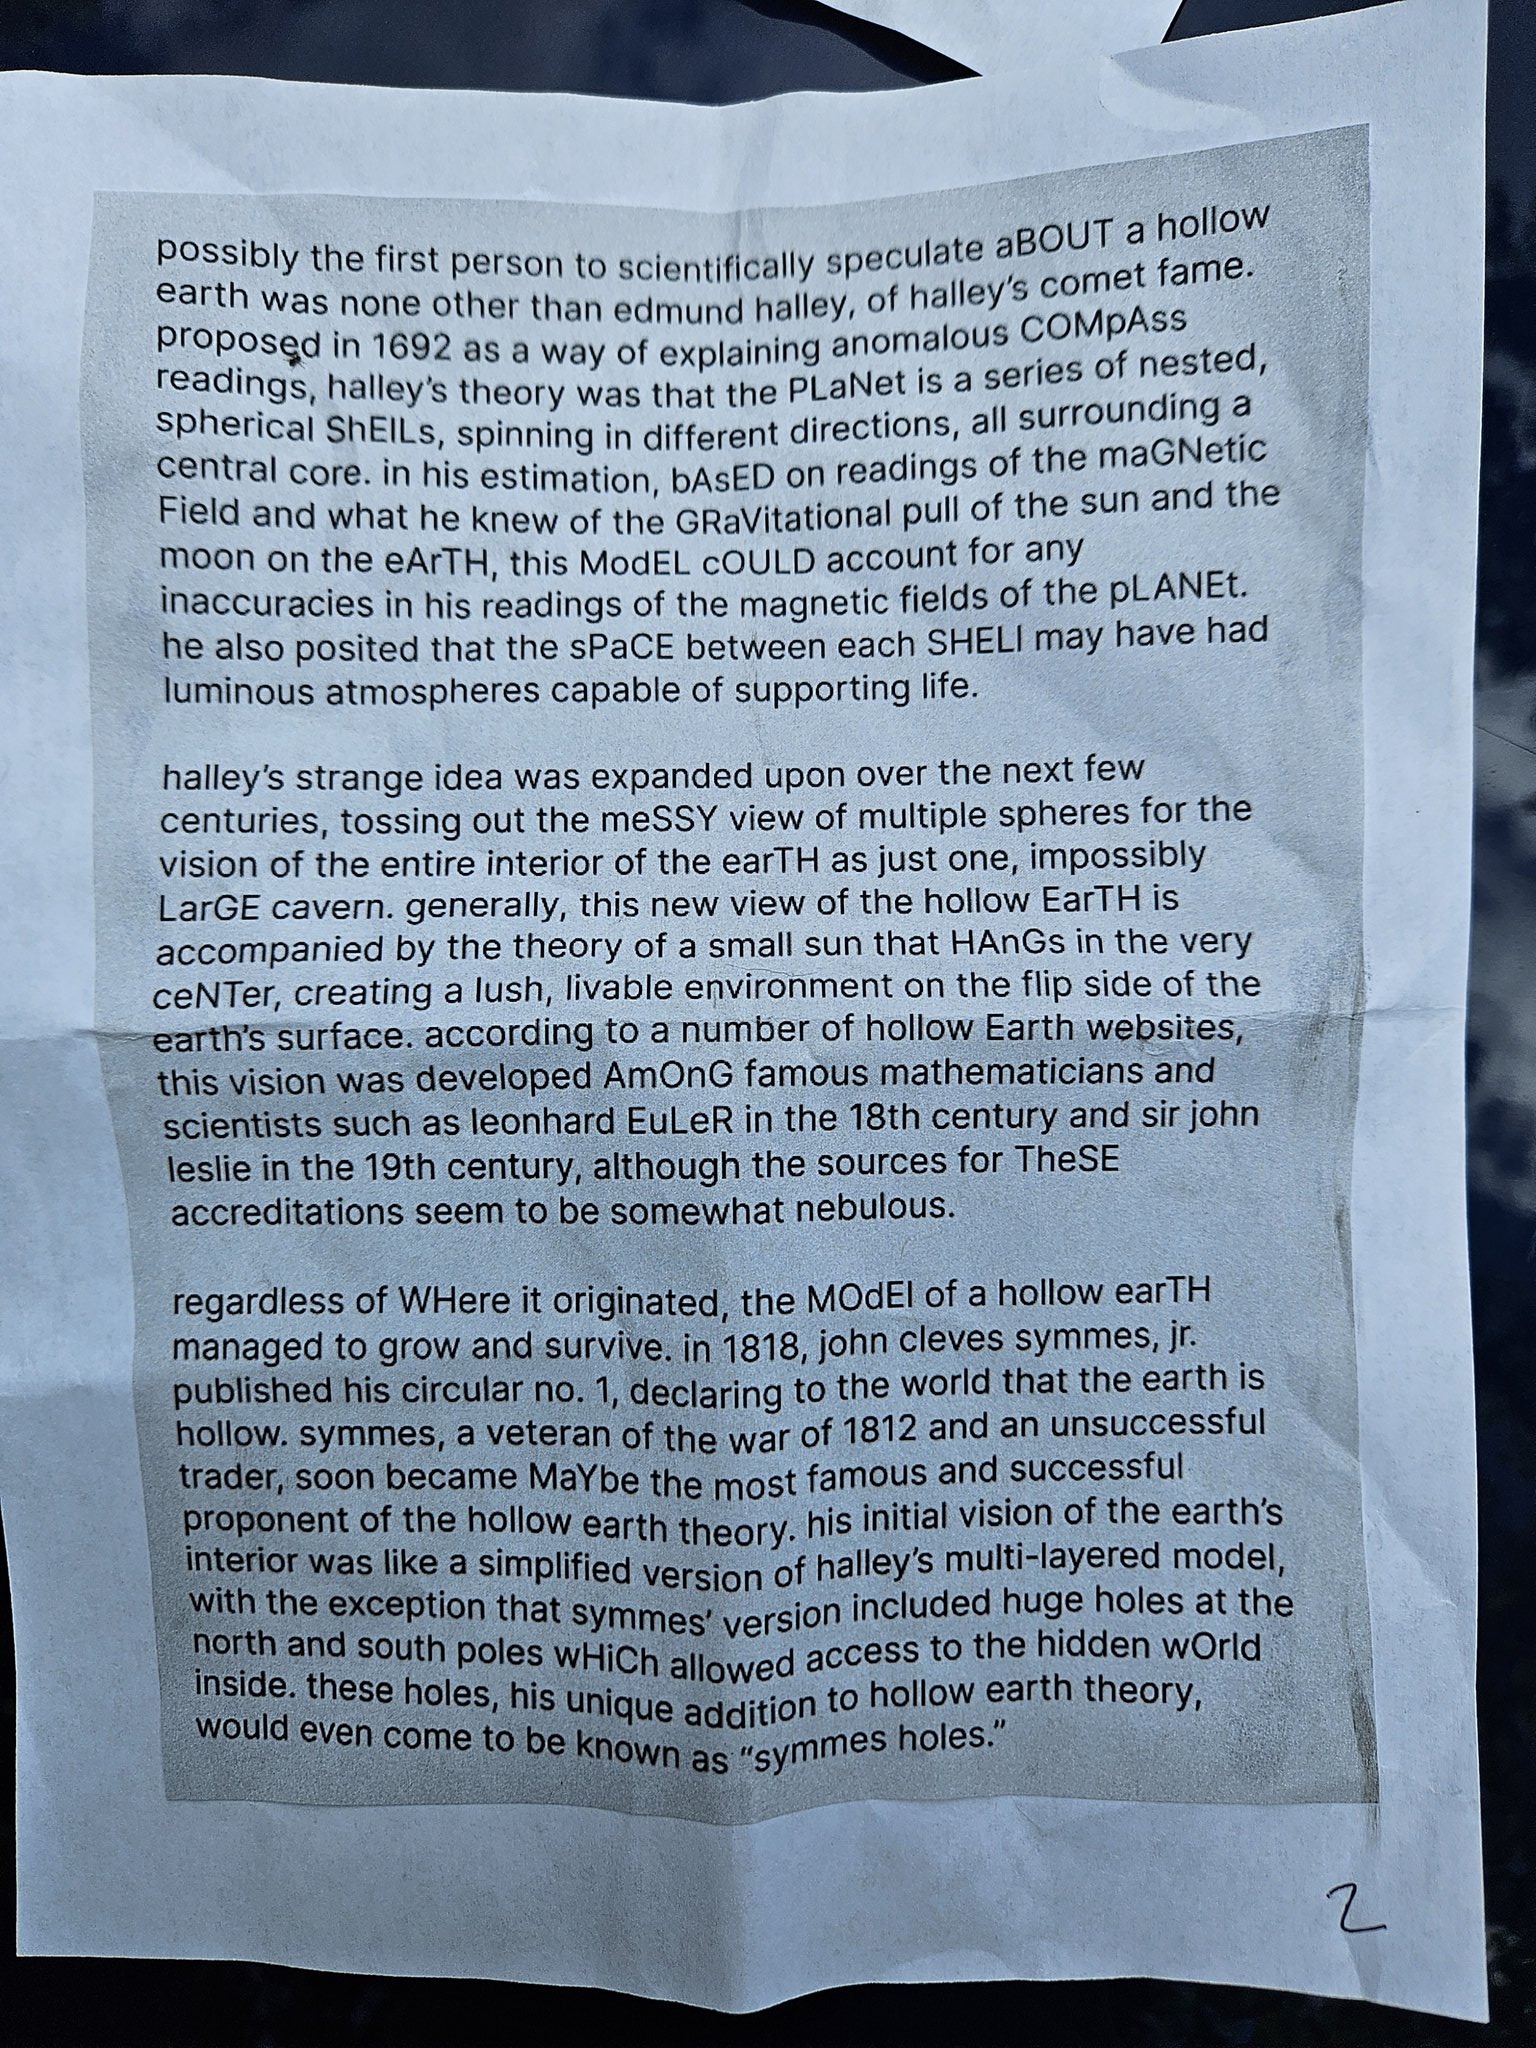 possibly the first person to scientifically speculate aBOUT a hollow
earth was none other than edmund halley, of halley's comet fame.
proposed in 1692 as a way of explaining anomalous COMpAss
readings, halley's theory was that the PLaNet is a series of nested,
spherical ShElLs, spinning in different directions, all surrounding a
central core. in his estimation, bAsED on readings of the maGNetic
Field and what he knew of the GRaVitational pull of the sun and the
moon on the eArTH, this ModEL cOULD account for any
inaccuracies in his readings of the magnetic fields of the pLANEt.
he also posited that the sPaCE between each SHELl may have had
luminous atmospheres capable of supporting life.

halley's strange idea was expanded upon over the next few
centuries, tossing out the meSSY view of multiple spheres for the
vision of the entire interior of the earTH as just one, impossibly
LarGE cavern. generally, this new view of the hollow EarTH is
accompanied by the theory of a small sun that HAnGs in the very
ceNTer, creating a lush, livable environment on the flip side of the
earth's surface. according to a number of hollow Earth websites,
this vision was developed AmOnG famous mathematicians and
scientists such as leonhard EuLeR in the 18th century and sir john
leslie in the 19th century, although the sources for TheSE
accreditations seem to be somewhat nebulous.

regardless of WHere it originated, the MOdEl of a hollow earTH
managed to grow and survive. in 1818, john cleves symmes, jr.
published his circular no. 1, declaring to the world that the earth is
hollow. symmes, a veteran of the war of 1812 and an unsuccessful
trader, soon became MaYbe the most famous and successful
proponent of the hollow earth theory. his initial vision of the earth's
interior was like a simplified version of halley's multi-layered model,
with the exception that symmes' version included huge holes at the
north and south poles wHiCh allowed access to the hidden wOrld
inside. these holes, his unique addition to hollow earth theory,
would even come to be known as "symmes holes."
2